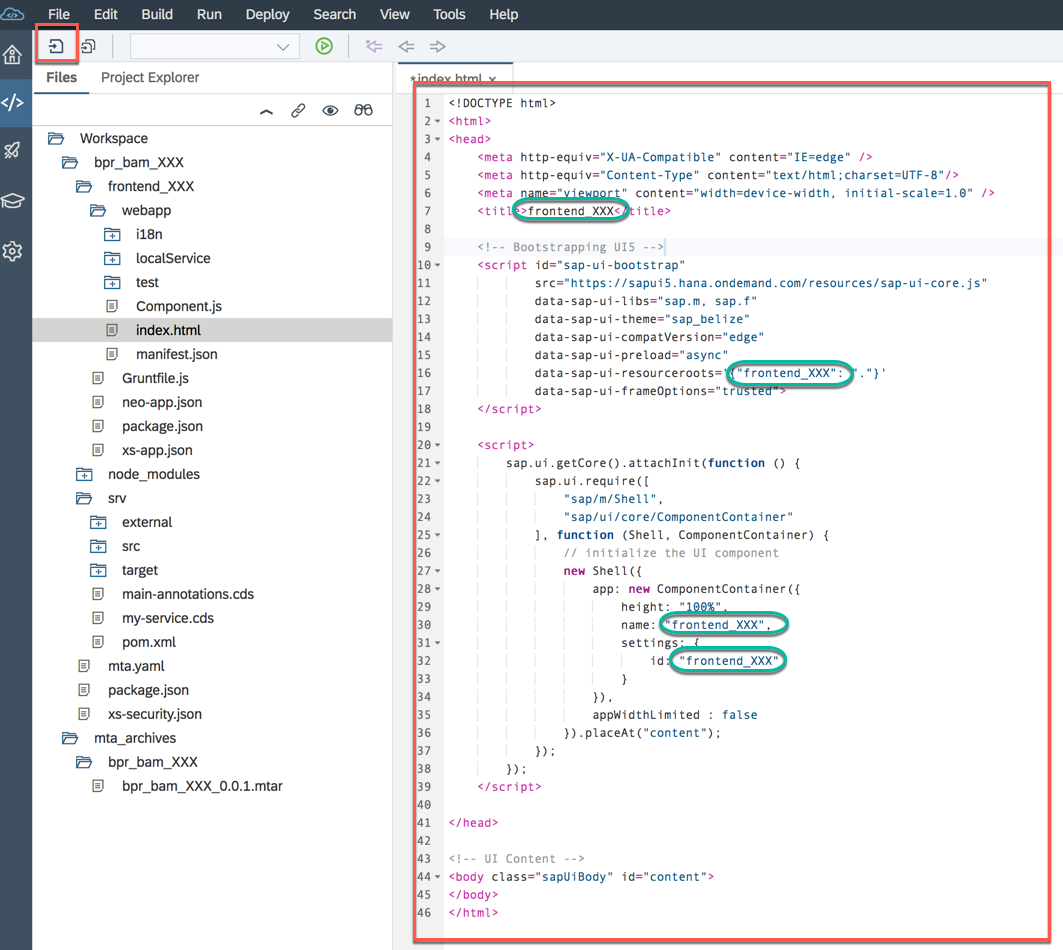 File Edit Build Run Deploy Search View Tools Help
Files Project Explorer
*index.html ×
Workspace
bpr_bam_XXX
frontend_XXX
webapp
i18n
localService
test
Component.js
index.html
manifest.json
Gruntfile.js
neo-app.json
package.json
xs-app.json
node_modules
srv
external
src
target
main-annotations.cds
my-service.cds
pom.xml
mta.yaml
package.json
xs-security.json
mta_archives
bpr_bam_XXX
bpr_bam_XXX_0.0.1.mtar
1 <!DOCTYPE html>
2 <html>
3 <head>
4 <meta http-equiv="X-UA-Compatible" content="IE=edge" />
5 <meta http-equiv="Content-Type" content="text/html;charset=UTF-8"/>
6 <meta name="viewport" content="width=device-width, initial-scale=1.0" />
7 <title>frontend_XXX</title>
8
9 <!-- Bootstrapping UI5 -->
10 <script id="sap-ui-bootstrap"
11 src="https://sapui5.hana.ondemand.com/resources/sap-ui-core.js"
12 data-sap-ui-libs="sap.m, sap.f"
13 data-sap-ui-theme="sap_belize"
14 data-sap-ui-compatVersion="edge"
15 data-sap-ui-preload="async"
16 data-sap-ui-resourceroots='{"frontend_XXX": "."}'
17 data-sap-ui-frameOptions="trusted">
18 </script>
19
20 <script>
21 sap.ui.getCore().attachInit(function () {
22 sap.ui.require([
23 "sap/m/Shell",
24 "sap/ui/core/ComponentContainer"
25 ], function (Shell, ComponentContainer) {
26 // initialize the UI component
27 new Shell({
28 app: new ComponentContainer({
29 height: "100%",
30 name: "frontend_XXX",
31 settings: {
32 id: "frontend_XXX"
33 }
34 }),
35 appWidthLimited : false
36 }).placeAt("content");
37 });
38 });
39 </script>
40
41 </head>
42
43 <!-- UI Content -->
44 <body class="sapUiBody" id="content">
45 </body>
46 </html>